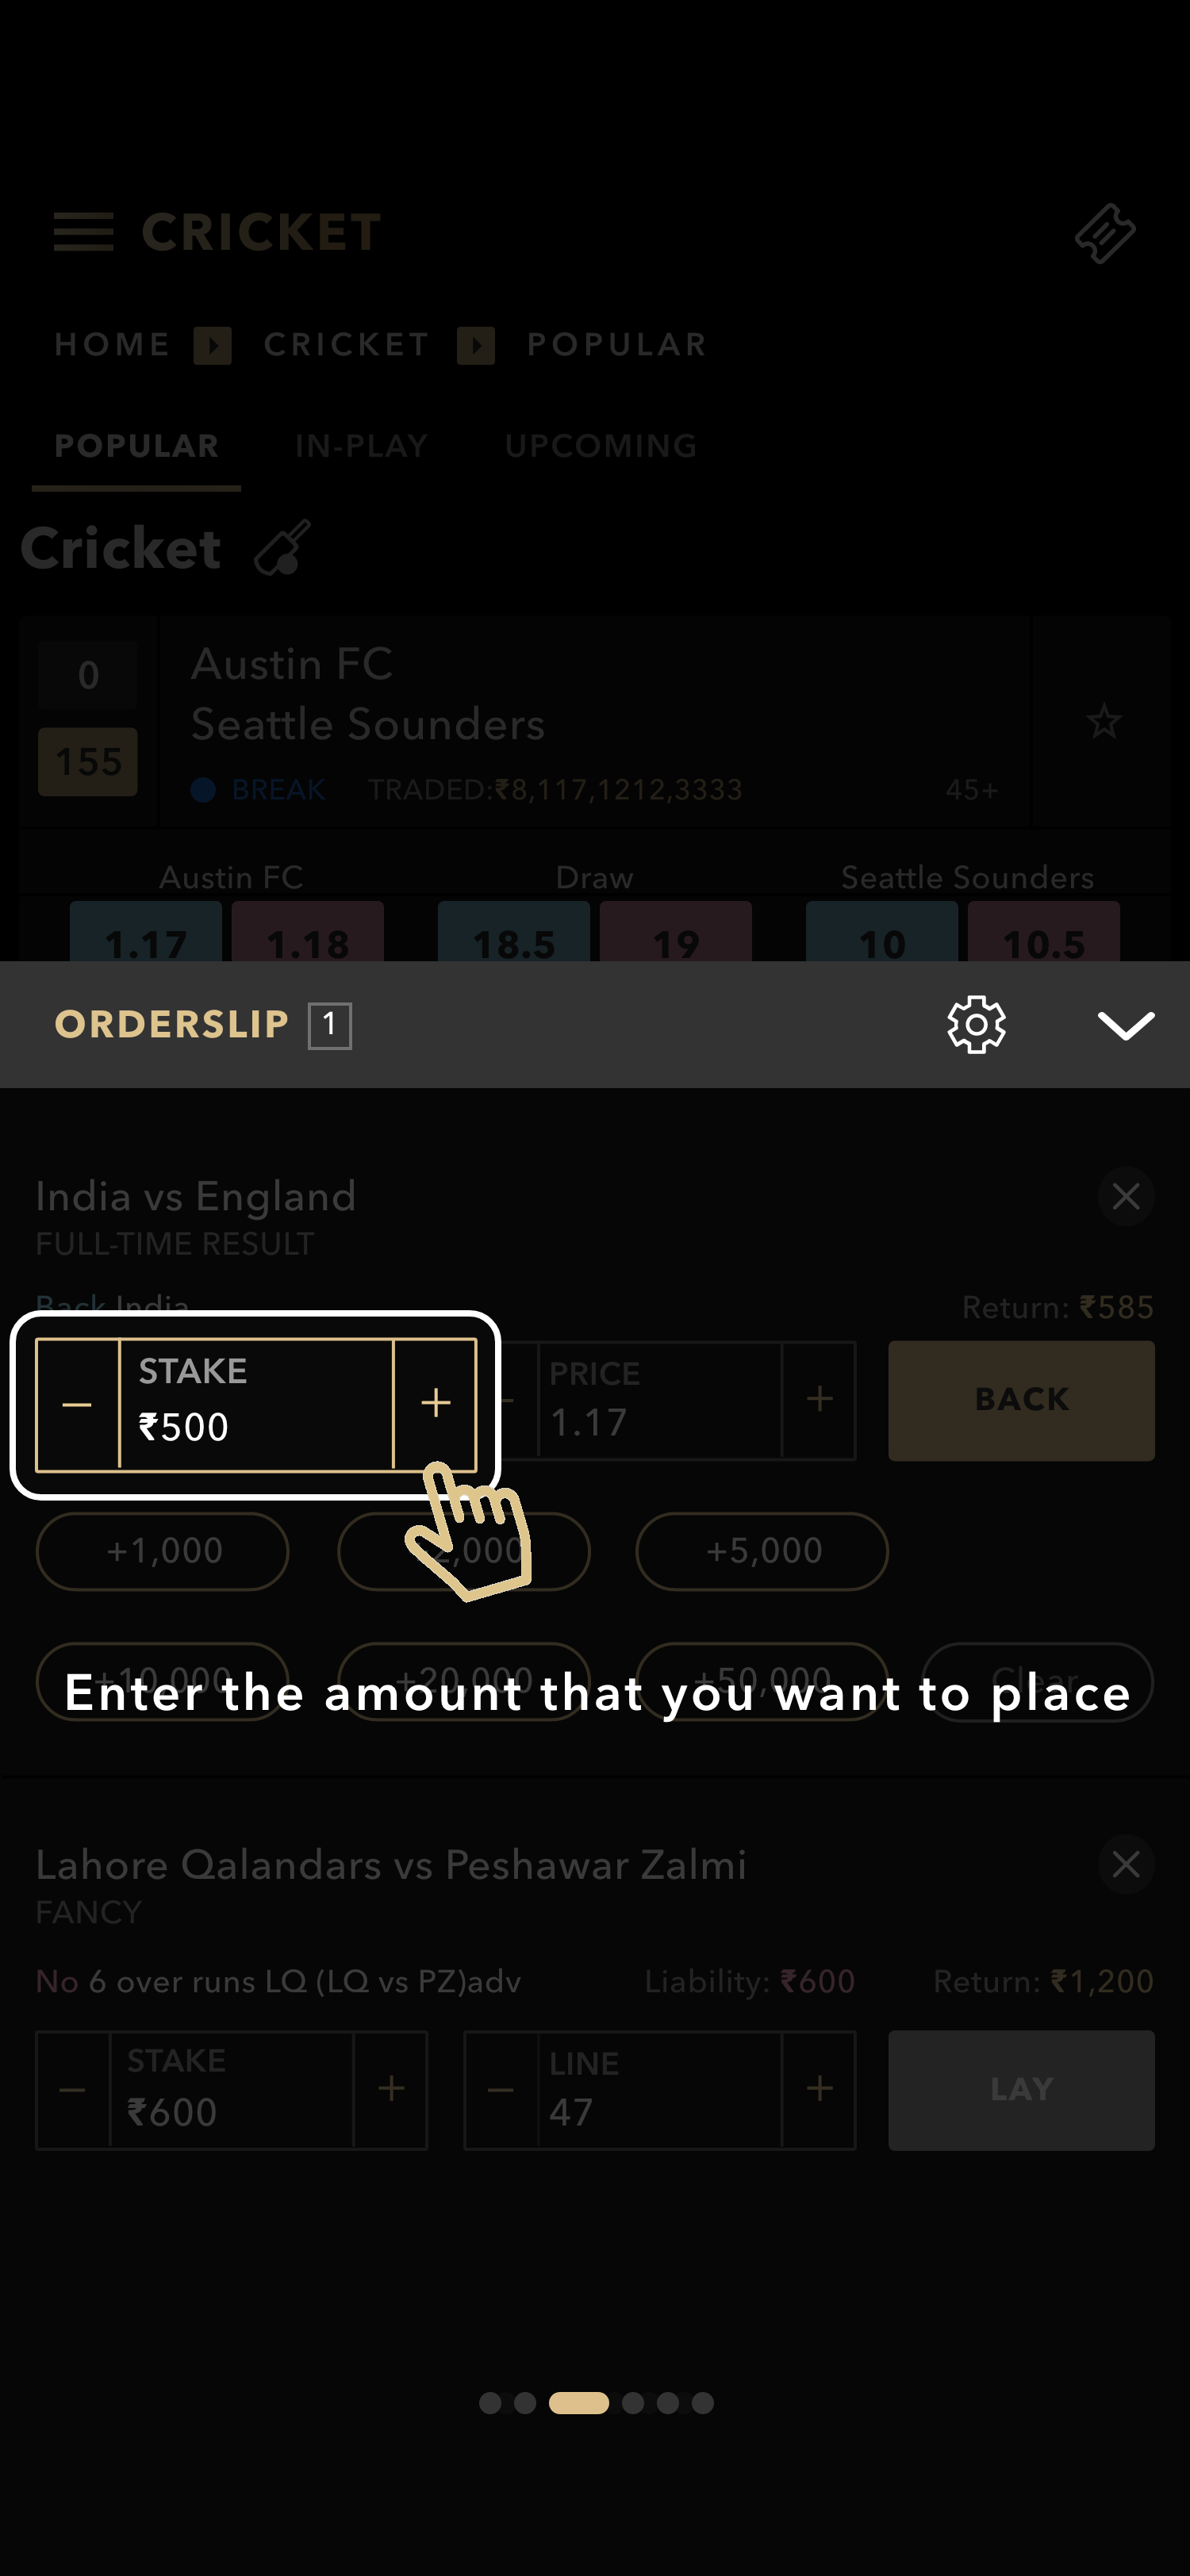 CRICKET
HOME CRICKET POPULAR
POPULAR IN-PLAY UPCOMING
Cricket
0
155
Austin FC
Seattle Sounders
BREAK TRADED:₹8,117,1212,3333 45+
Austin FC Draw Seattle Sounders
1.17 1.18 18.5 19 10 10.5
ORDERSLIP 1
India vs England
FULL-TIME RESULT
Back India Return: ₹585
− STAKE ₹500 +
− PRICE 1.17 +
BACK
+1,000 2,000 +5,000
+10,000 +20,000 +50,000 Clear
Enter the amount that you want to place
Lahore Qalandars vs Peshawar Zalmi
FANCY
No 6 over runs LQ (LQ vs PZ)adv Liability: ₹600 Return: ₹1,200
− STAKE ₹600 +
− LINE 47 +
LAY